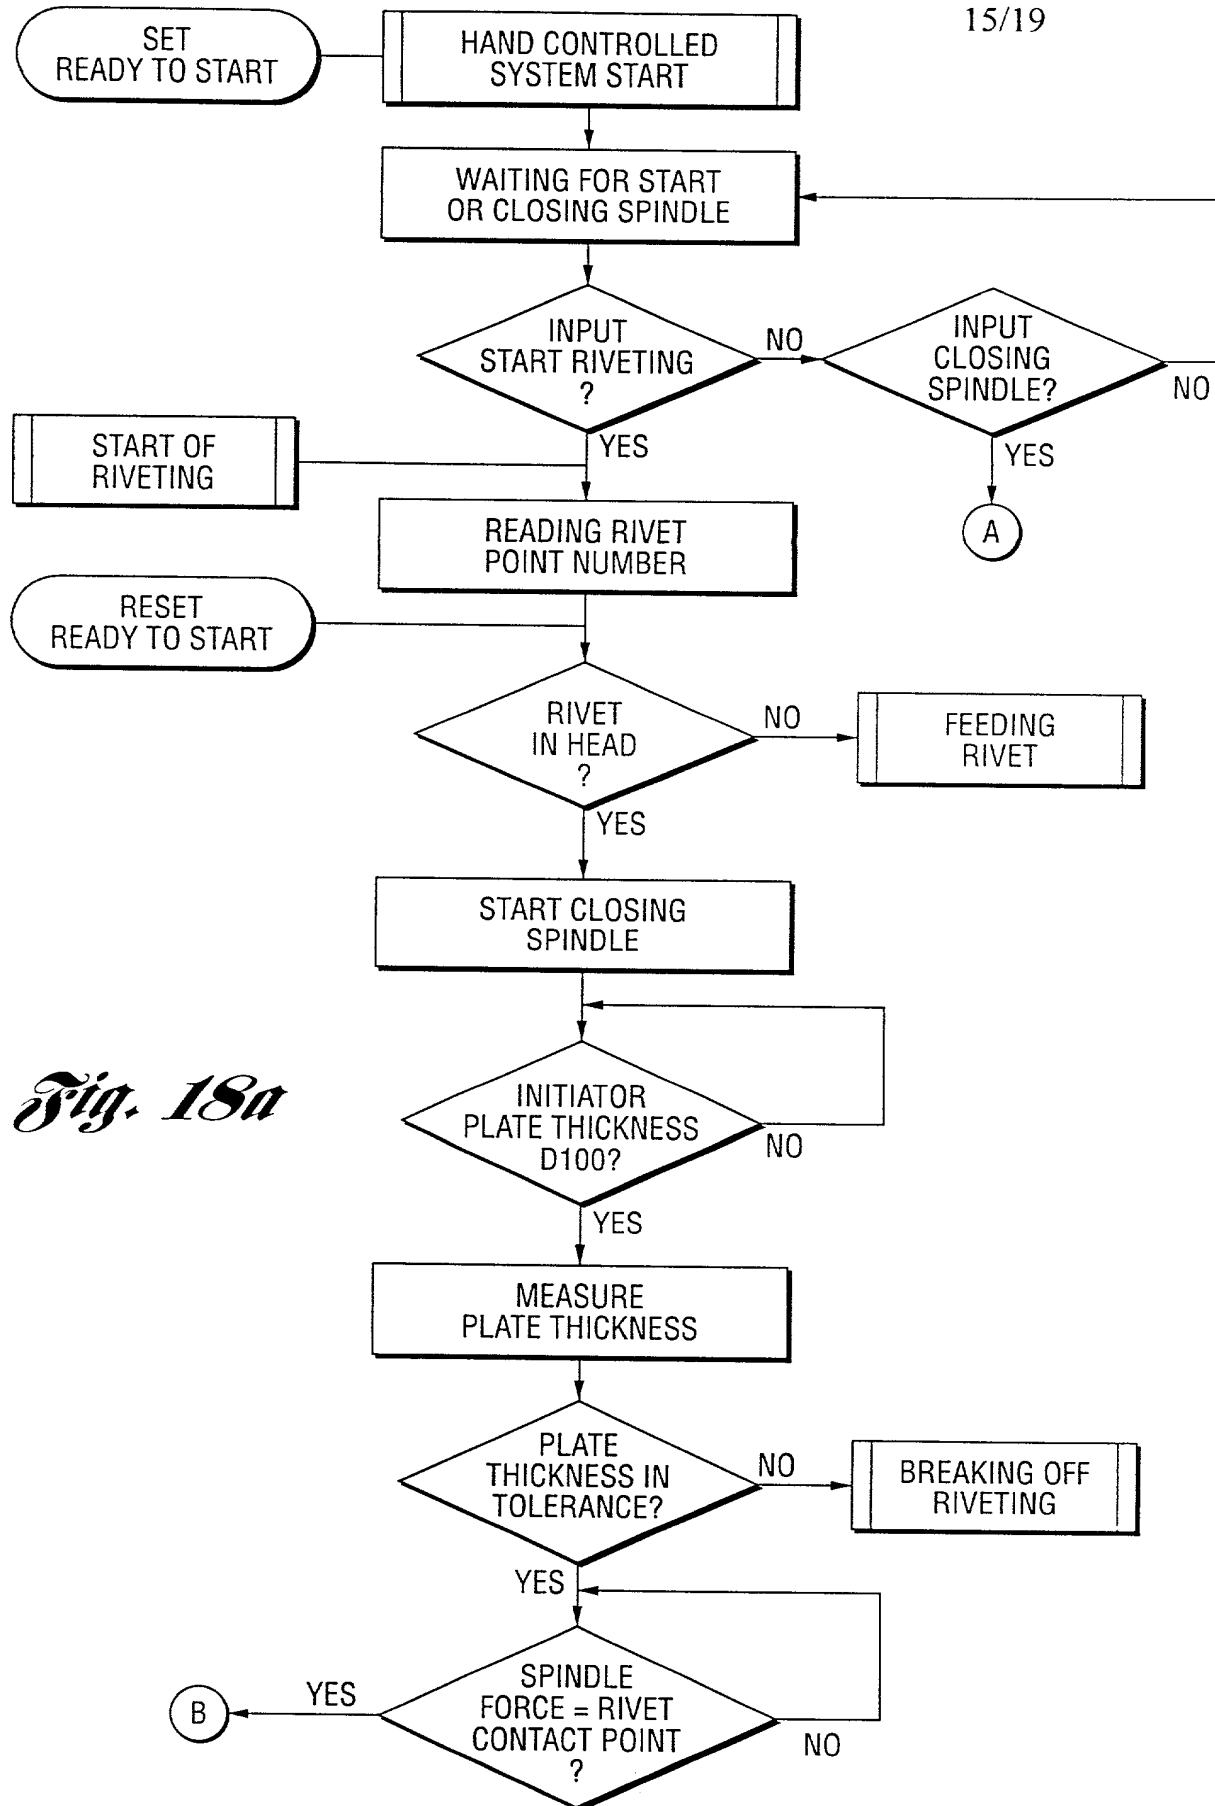 15/19
SET
READY TO START
HAND CONTROLLED
SYSTEM START
WAITING FOR START
OR CLOSING SPINDLE
INPUT
START RIVETING
?
NO
INPUT
CLOSING
SPINDLE?
NO
YES
YES
A
START OF
RIVETING
READING RIVET
POINT NUMBER
RESET
READY TO START
RIVET
IN HEAD
?
NO
FEEDING
RIVET
YES
START CLOSING
SPINDLE
Fig. 18a
INITIATOR
PLATE THICKNESS
D100?
NO
YES
MEASURE
PLATE THICKNESS
PLATE
THICKNESS IN
TOLERANCE?
NO
BREAKING OFF
RIVETING
YES
SPINDLE
FORCE = RIVET
CONTACT POINT
?
YES
B
NO